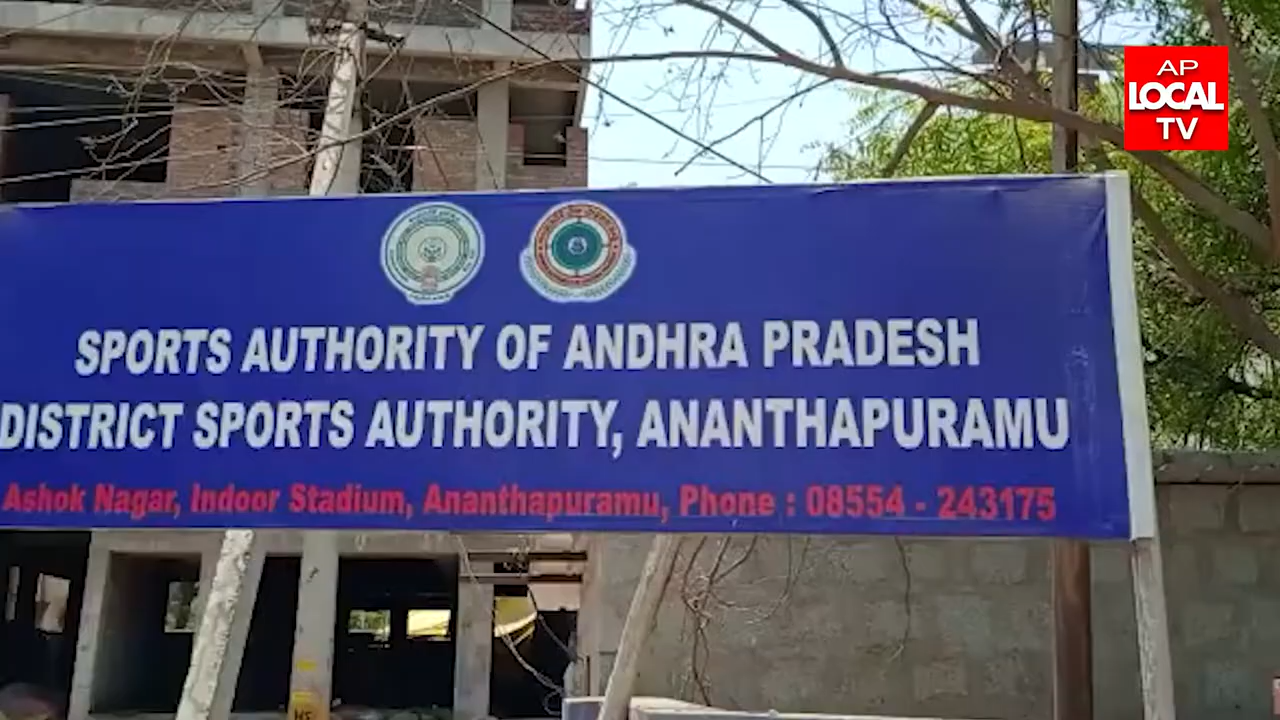 AP
LOCAL
TV
SPORTS AUTHORITY OF ANDHRA PRADESH
DISTRICT SPORTS AUTHORITY, ANANTHAPURAMU
Ashok Nagar, Indoor Stadium, Ananthapuramu, Phone : 08554 - 243175